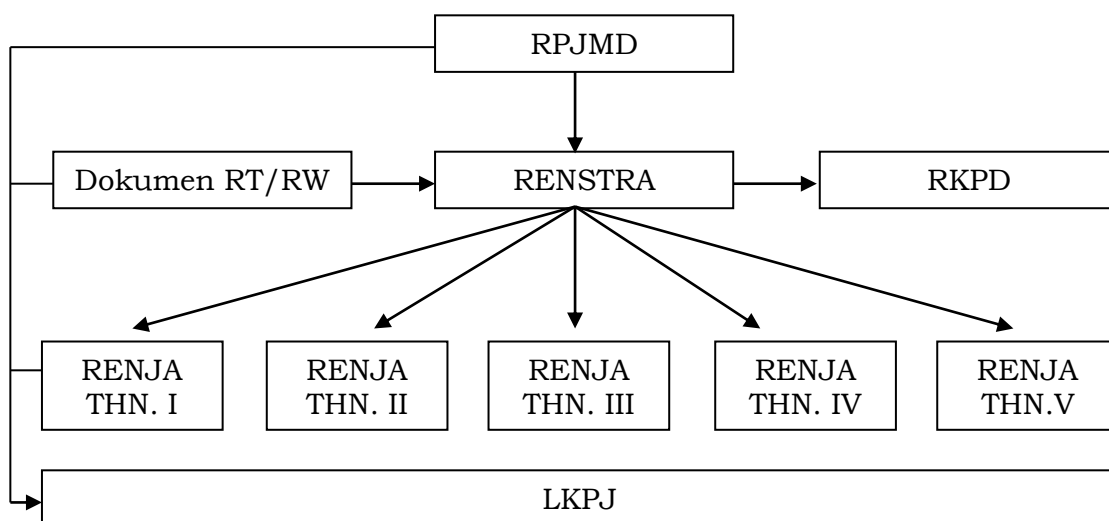 RPJMD
Dokumen RT/RW
RENSTRA
RKPD
RENJA
THN. I
RENJA
THN. II
RENJA
THN. III
RENJA
THN. IV
RENJA
THN.V
LKPJ